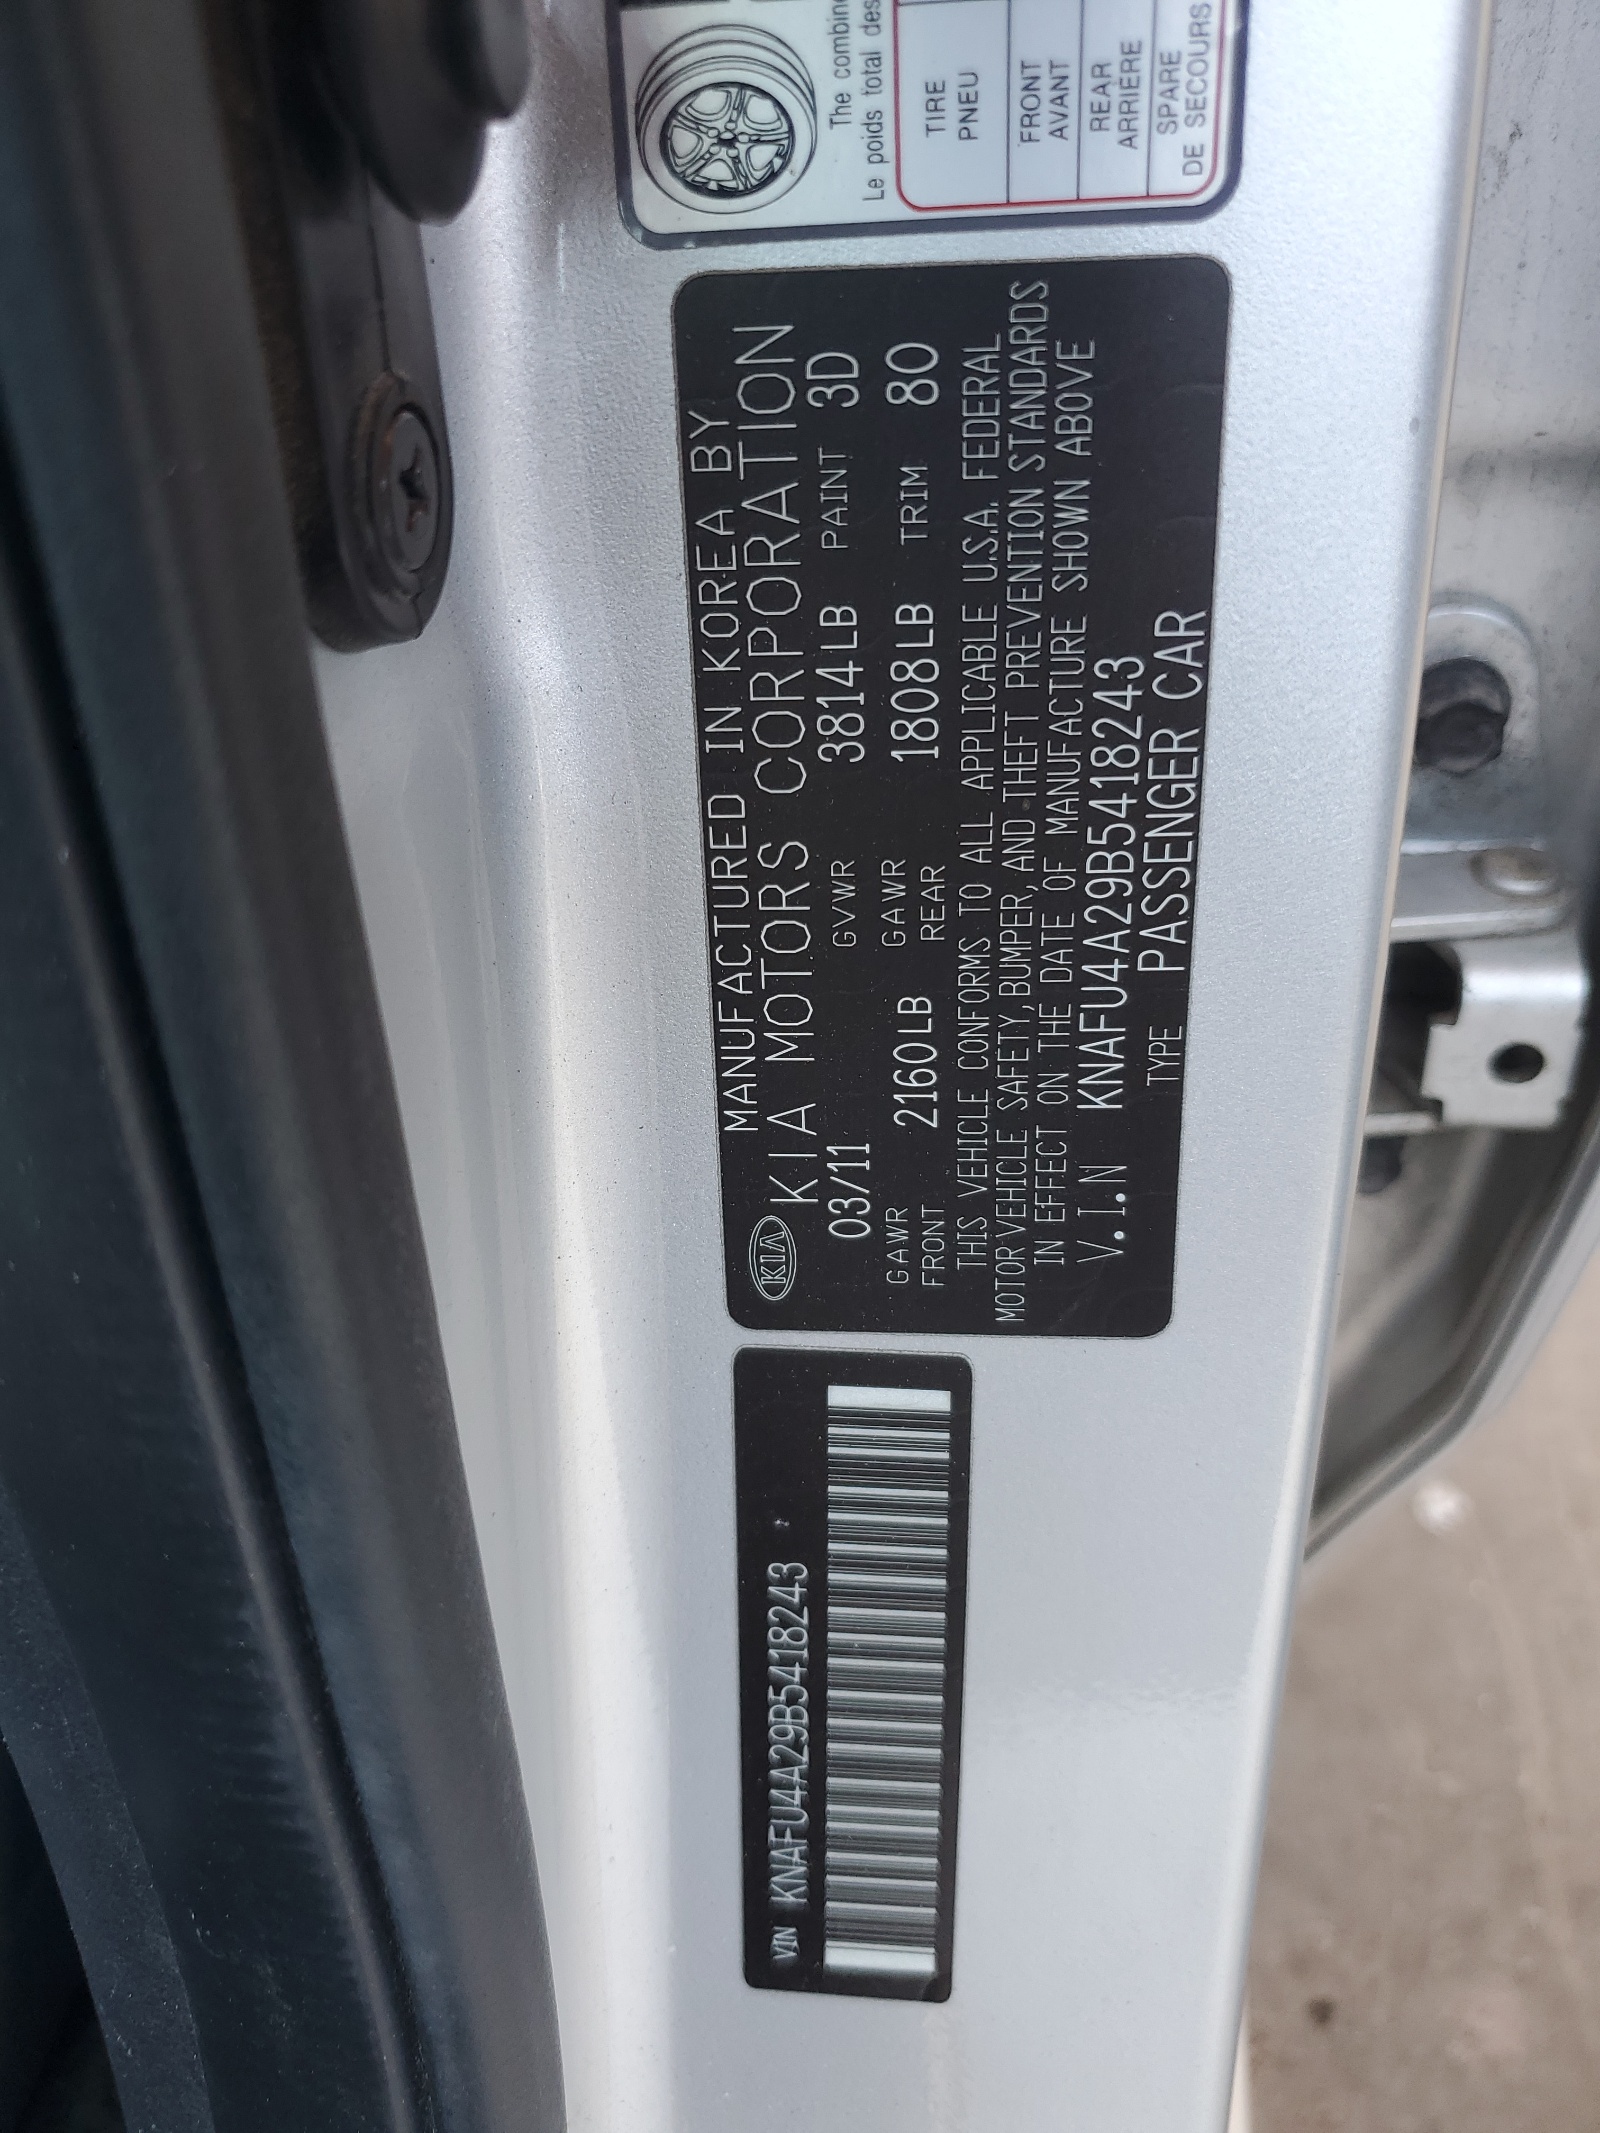 VIN KNAFU4A29B5418243
MANUFACTURED IN KOREA BY
KIA KIA MOTORS CORPORATION
03/11 GVWR 3814LB PAINT 3D
GAWR FRONT 2160LB GAWR REAR 1808LB TRIM 80
THIS VEHICLE CONFORMS TO ALL APPLICABLE U.S.A. FEDERAL
MOTOR VEHICLE SAFETY, BUMPER, AND THEFT PREVENTION STANDARDS
IN EFFECT ON THE DATE OF MANUFACTURE SHOWN ABOVE
V.I.N KNAFU4A29B5418243
TYPE PASSENGER CAR
The combine
Le poids total des
TIRE
PNEU
FRONT
AVANT
REAR
ARRIÈRE
SPARE
DE SECOURS